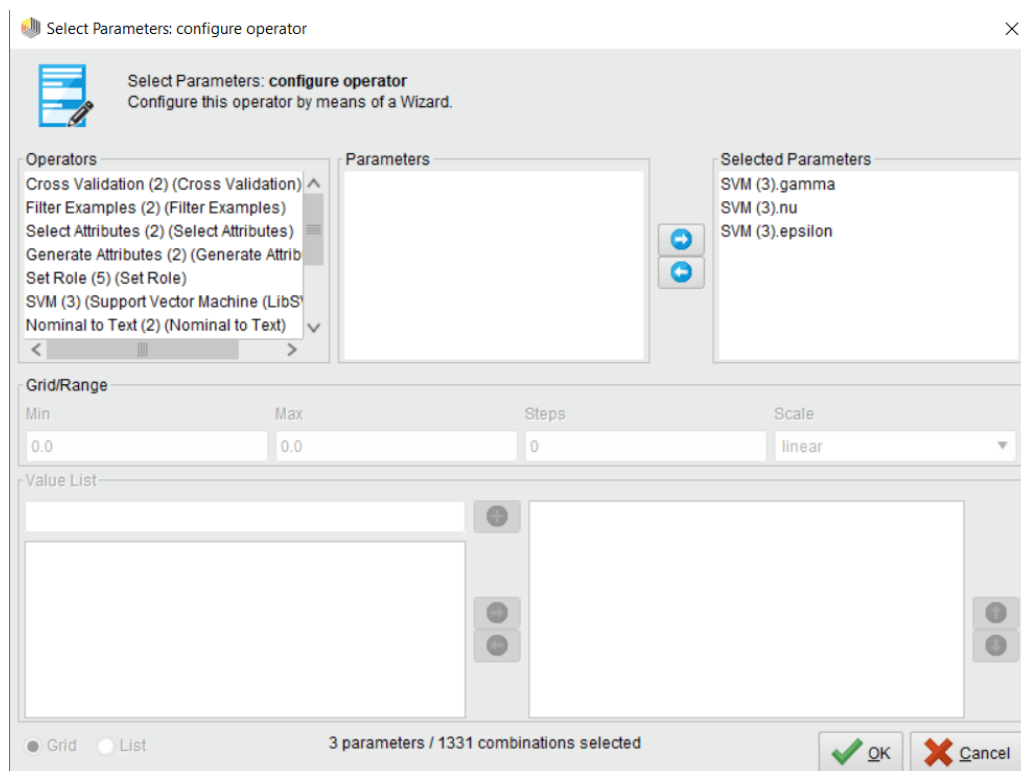 Select Parameters: configure operator
Select Parameters: configure operator
Configure this operator by means of a Wizard.
Operators
Cross Validation (2) (Cross Validation)
Filter Examples (2) (Filter Examples)
Select Attributes (2) (Select Attributes)
Generate Attributes (2) (Generate Attrib
Set Role (5) (Set Role)
SVM (3) (Support Vector Machine (LibS
Nominal to Text (2) (Nominal to Text)
Parameters
Selected Parameters
SVM (3).gamma
SVM (3).nu
SVM (3).epsilon
Grid/Range
Min
Max
Steps
Scale
0.0
0.0
0
linear
Value List
Grid
List
3 parameters / 1331 combinations selected
OK
Cancel